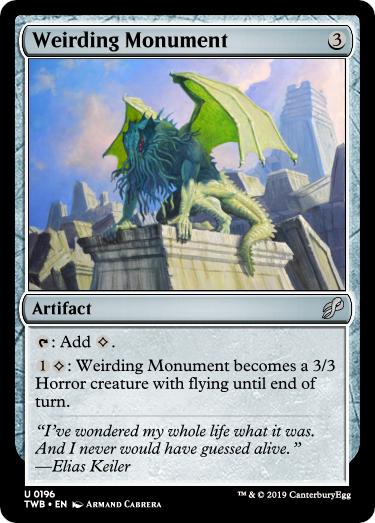 Weirding Monument 3
Artifact
: Add .
1 : Weirding Monument becomes a 3/3
Horror creature with flying until end of
turn.
“I’ve wondered my whole life what it was.
And I never would have guessed alive.”
—Elias Keiler
U 0196
TWB • EN Armand Cabrera
™ & © 2019 CanterburyEgg